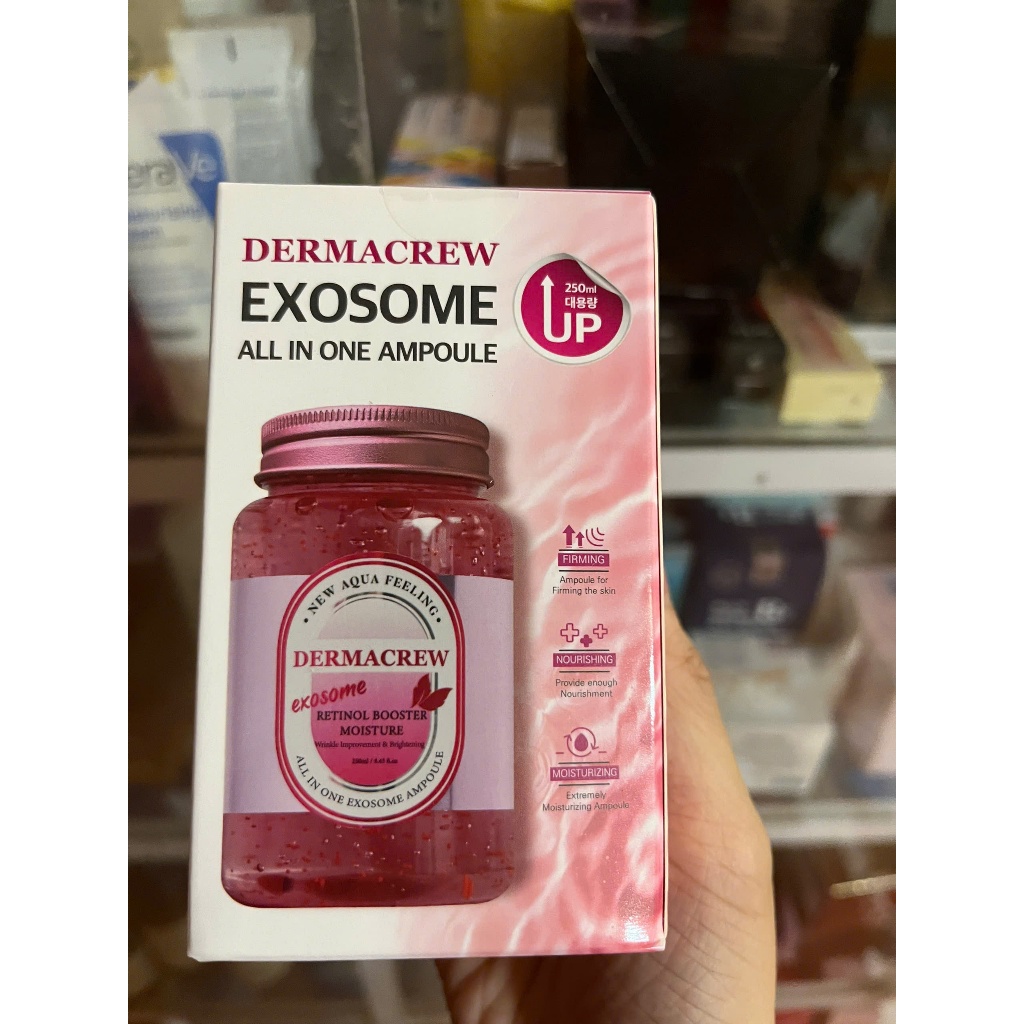 DERMACREW
EXOSOME
ALL IN ONE AMPOULE
250ml
대용량
UP
NEW AQUA FEELING
DERMACREW
exosome
RETINOL BOOSTER
MOISTURE
Wrinkle Improvement & Brightening
ALL IN ONE EXOSOME AMPOULE
FIRMING
Ampoule for
Firming the skin
NOURISHING
Provide enough
Nourishment
MOISTURIZING
Extremely
Moisturizing Ampoule